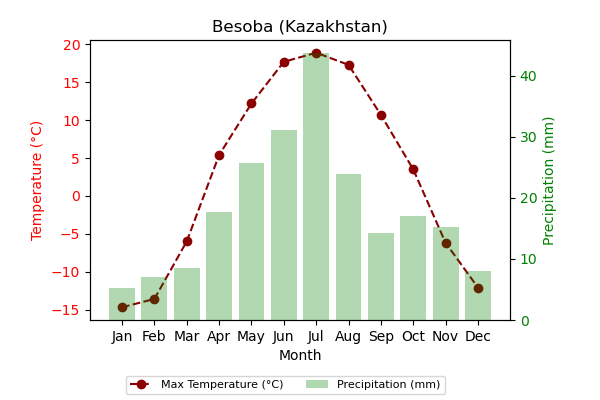 Besoba (Kazakhstan)
Temperature (°C)
20
15
10
5
0
−5
−10
−15
Precipitation (mm)
40
30
20
10
0
Jan Feb Mar Apr May Jun Jul Aug Sep Oct Nov Dec
Month
Max Temperature (°C) Precipitation (mm)